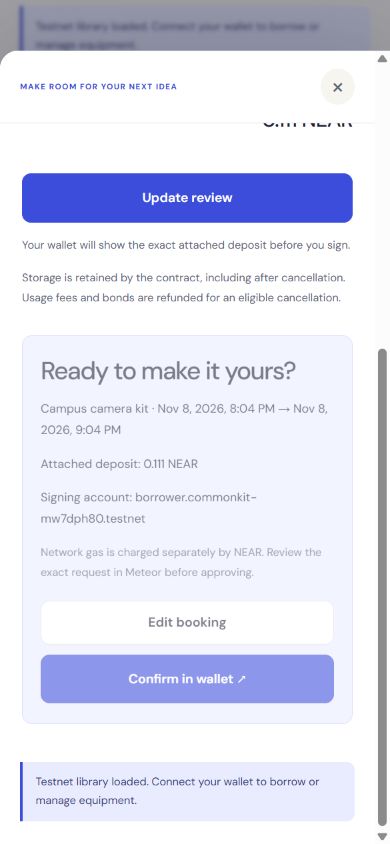 Testnet library loaded. Connect your wallet to borrow or
manage equipment.
MAKE ROOM FOR YOUR NEXT IDEA
×
0.111 NEAR
Update review
Your wallet will show the exact attached deposit before you sign.
Storage is retained by the contract, including after cancellation.
Usage fees and bonds are refunded for an eligible cancellation.
Ready to make it yours?
Campus camera kit · Nov 8, 2026, 8:04 PM → Nov 8,
2026, 9:04 PM
Attached deposit: 0.111 NEAR
Signing account: borrower.commonkit-
mw7dph80.testnet
Network gas is charged separately by NEAR. Review the
exact request in Meteor before approving.
Edit booking
Confirm in wallet ↗
Testnet library loaded. Connect your wallet to borrow or
manage equipment.